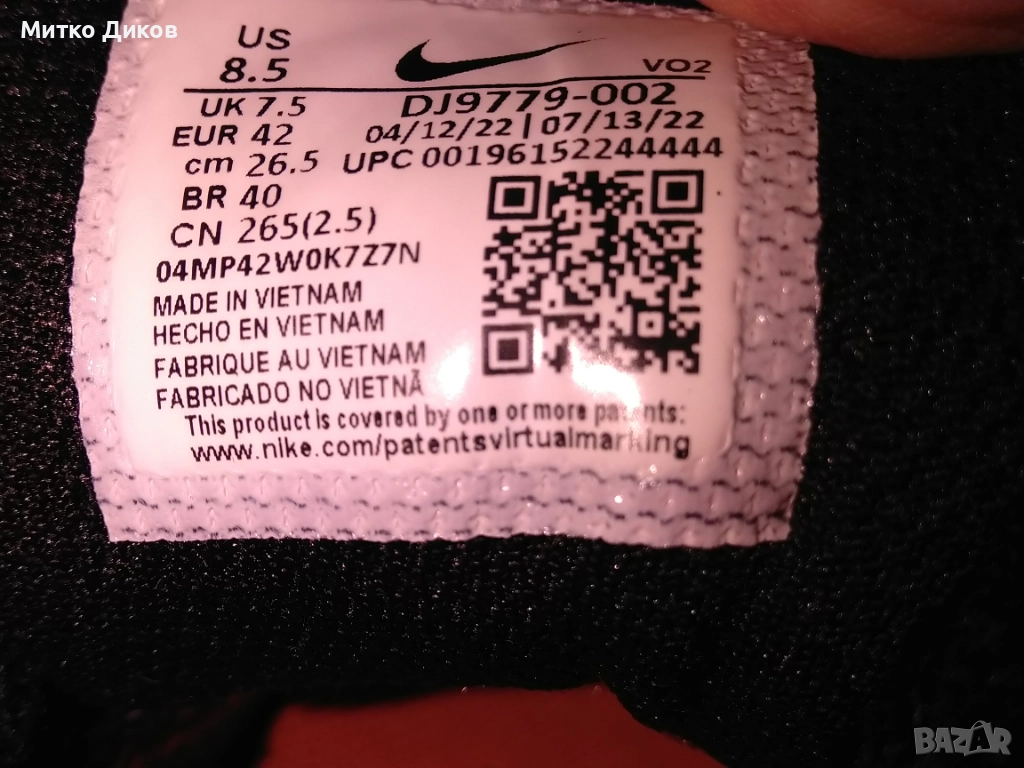 Митко Диков
US
8.5
VO2
UK 7.5
DJ9779-002
EUR 42
04/12/22 | 07/13/22
cm 26.5
UPC 00196152244444
BR 40
CN 265(2.5)
04MP42W0K7Z7N
MADE IN VIETNAM
HECHO EN VIETNAM
FABRIQUE AU VIETNAM
FABRICADO NO VIETNÃ
This product is covered by one or more patents:
www.nike.com/patentsvirtualmarking
BAZAR